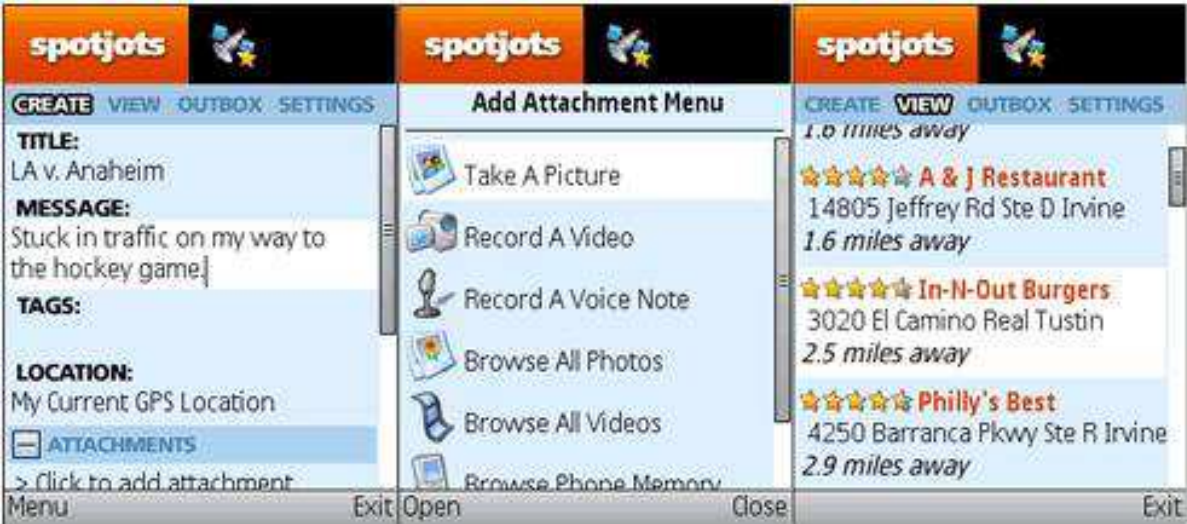 spotjots
CREATE VIEW OUTBOX SETTINGS
TITLE:
LA v. Anaheim
MESSAGE:
Stuck in traffic on my way to
the hockey game.
TAGS:
LOCATION:
My Current GPS Location
ATTACHMENTS
> Click to add attachment
Menu Exit
spotjots
Add Attachment Menu
Take A Picture
Record A Video
Record A Voice Note
Browse All Photos
Browse All Videos
Browse Phone Memory
Open Close
spotjots
CREATE VIEW OUTBOX SETTINGS
1.6 miles away
A & J Restaurant
14805 Jeffrey Rd Ste D Irvine
1.6 miles away
In-N-Out Burgers
3020 El Camino Real Tustin
2.5 miles away
Philly's Best
4250 Barranca Pkwy Ste R Irvine
2.9 miles away
Exit